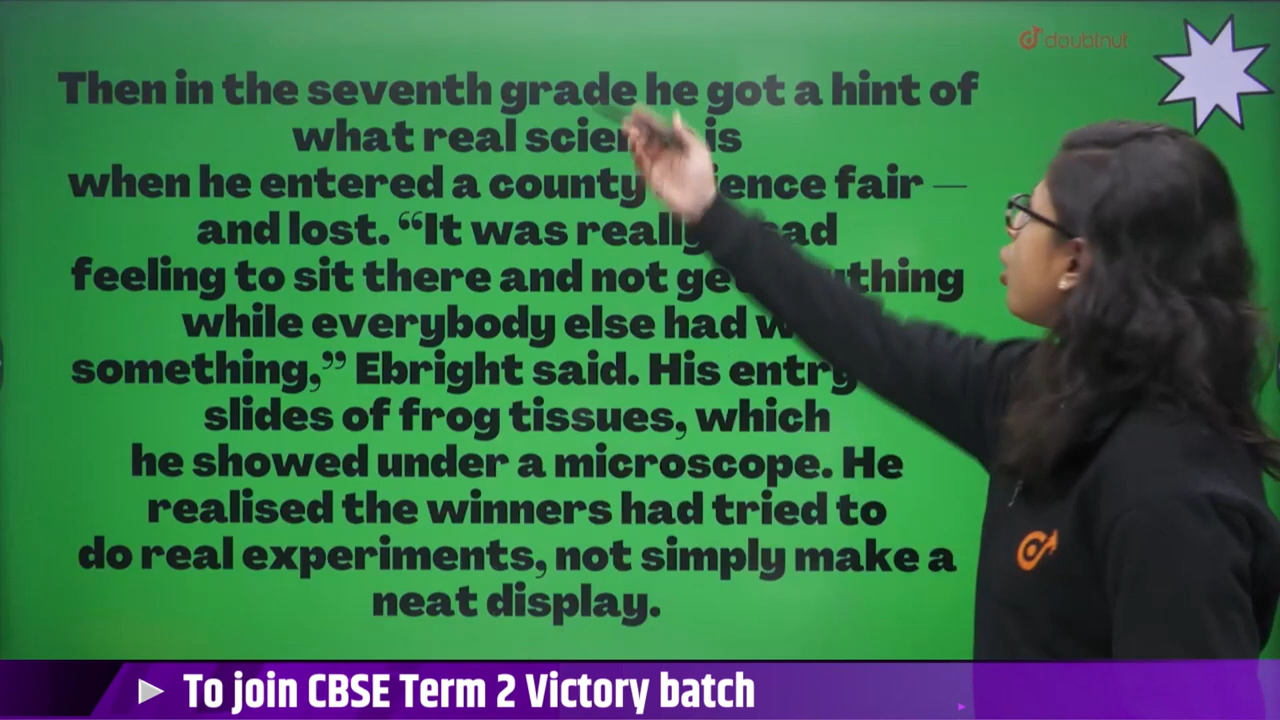 doubtnut
Then in the seventh grade he got a hint of
what real is
when he entered a county fair —
and lost. “It was
feeling to sit there and not
while everybody else had
something,” Ebright said. His entry
slides of frog tissues, which
he showed under a microscope. He
realised the winners had tried to
do real experiments, not simply make a
neat display.
To join CBSE Term 2 Victory batch